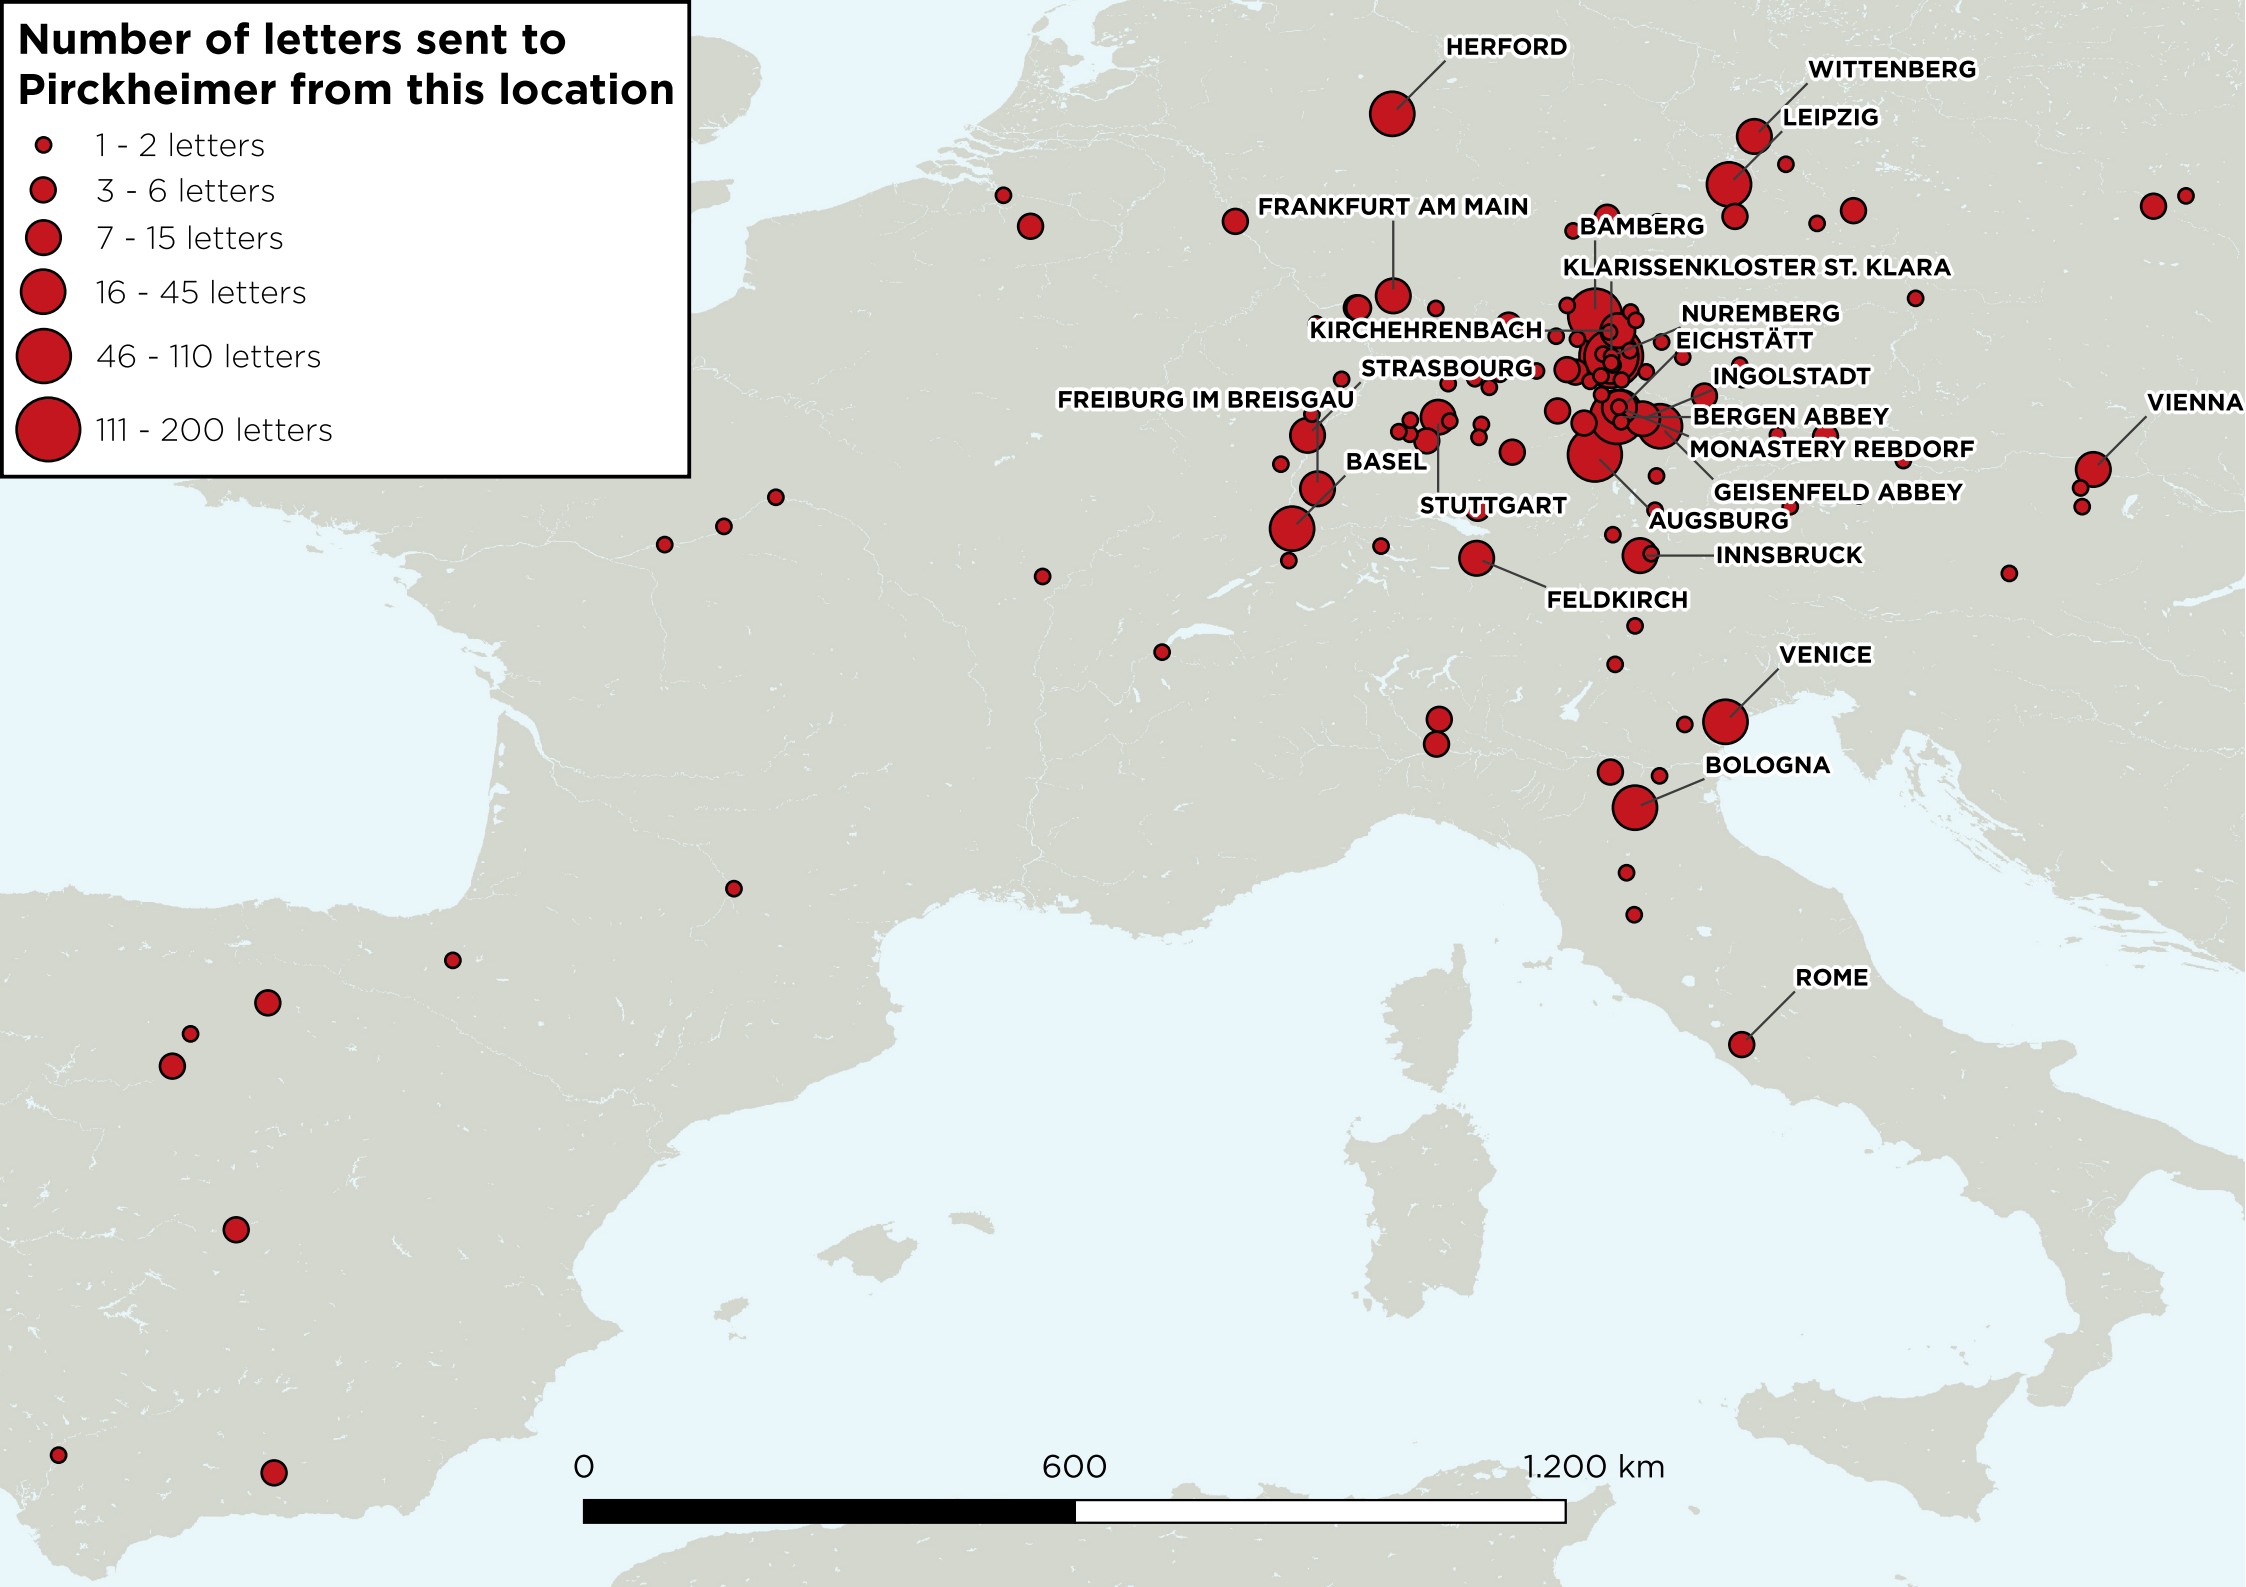 Number of letters sent to
Pirckheimer from this location
1 - 2 letters
3 - 6 letters
7 - 15 letters
16 - 45 letters
46 - 110 letters
111 - 200 letters
HERFORD
WITTENBERG
LEIPZIG
FRANKFURT AM MAIN
BAMBERG
KLARISSENKLOSTER ST. KLARA
NUREMBERG
KIRCHEHRENBACH
EICHSTÄTT
STRASBOURG
INGOLSTADT
FREIBURG IM BREISGAU
VIENNA
BERGEN ABBEY
MONASTERY REBDORF
BASEL
GEISENFELD ABBEY
STUTTGART
AUGSBURG
INNSBRUCK
FELDKIRCH
VENICE
BOLOGNA
ROME
0 600 1.200 km